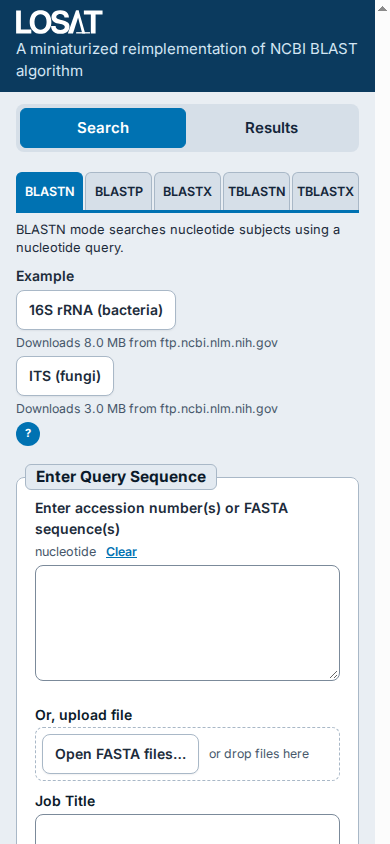 LOSAT
A miniaturized reimplementation of NCBI BLAST
algorithm
Search
Results
BLASTN
BLASTP
BLASTX
TBLASTN
TBLASTX
BLASTN mode searches nucleotide subjects using a
nucleotide query.
Example
16S rRNA (bacteria)
Downloads 8.0 MB from ftp.ncbi.nlm.nih.gov
ITS (fungi)
Downloads 3.0 MB from ftp.ncbi.nlm.nih.gov
?
Enter Query Sequence
Enter accession number(s) or FASTA
sequence(s)
nucleotide Clear
Or, upload file
Open FASTA files... or drop files here
Job Title